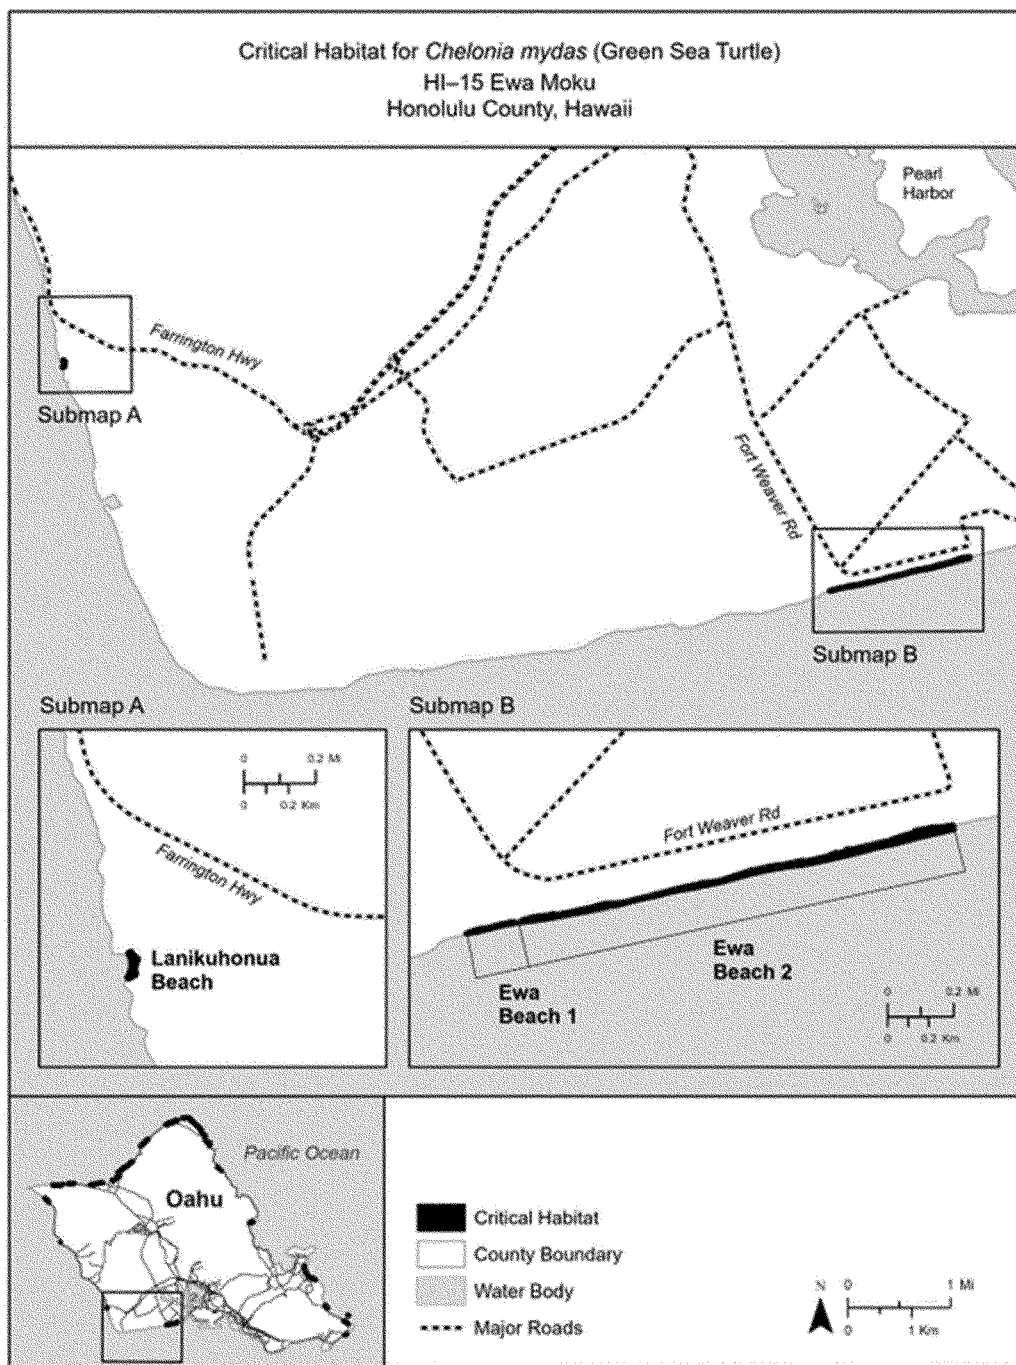 Critical Habitat for Chelonia mydas (Green Sea Turtle)
HI–15 Ewa Moku
Honolulu County, Hawaii
Pearl
Harbor
Farrington Hwy
Submap A
Fort Weaver Rd
Submap B
Submap A
0 0.2 Mi
0 0.2 Km
Farrington Hwy
Lanikuhonua
Beach
Submap B
Fort Weaver Rd
Ewa
Beach 2
Ewa
Beach 1
0 0.2 Mi
0 0.2 Km
Pacific Ocean
Oahu
Critical Habitat
County Boundary
Water Body
Major Roads
N
0 1 Mi
0 1 Km